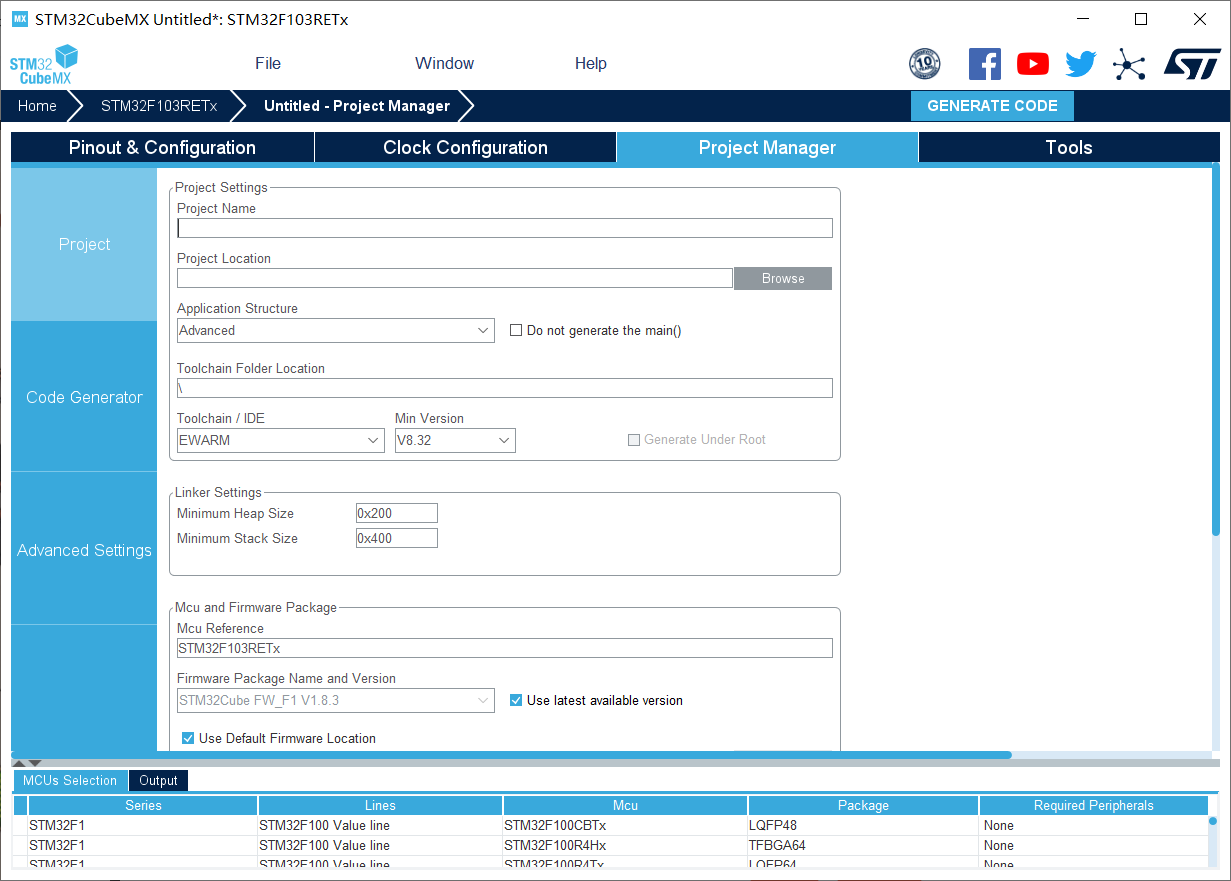 MX STM32CubeMX Untitled*: STM32F103RETx
STM32 CubeMX
File Window Help
10
Home STM32F103RETx Untitled - Project Manager GENERATE CODE
Pinout & Configuration Clock Configuration Project Manager Tools
Project
Code Generator
Advanced Settings
Project Settings
Project Name
Project Location
Browse
Application Structure
Advanced Do not generate the main()
Toolchain Folder Location
\
Toolchain / IDE Min Version
EWARM V8.32 Generate Under Root
Linker Settings
Minimum Heap Size 0x200
Minimum Stack Size 0x400
Mcu and Firmware Package
Mcu Reference
STM32F103RETx
Firmware Package Name and Version
STM32Cube FW_F1 V1.8.3 Use latest available version
Use Default Firmware Location
MCUs Selection Output
Series Lines Mcu Package Required Peripherals
STM32F1 STM32F100 Value line STM32F100CBTx LQFP48 None
STM32F1 STM32F100 Value line STM32F100R4Hx TFBGA64 None
STM32F1 STM32F100 Value line STM32F100R4Tx LQFP64 None